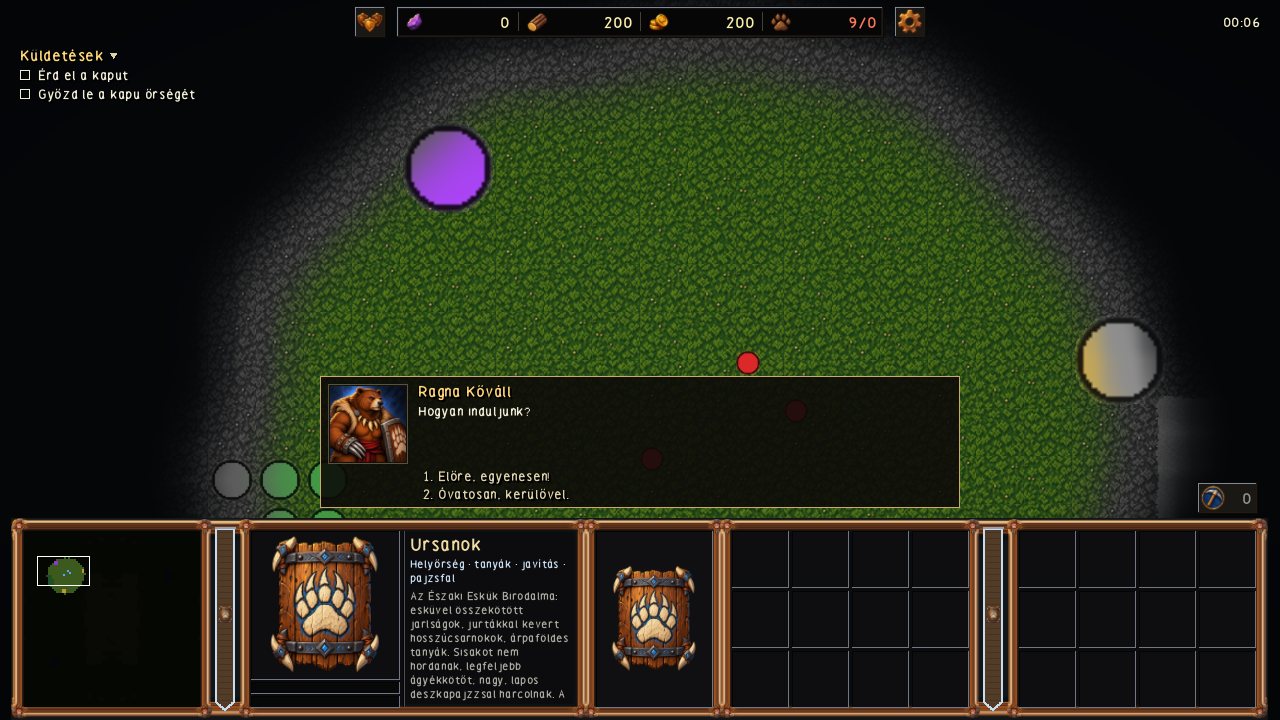 0
200
200
9/0
00:06
Küldetések
Érd el a kaput
Győzd le a kapu őrségét
Ragna Kőváll
Hogyan induljunk?
1. Előre, egyenesen!
2. Óvatosan, kerülővel.
0
Ursanok
Helyőrség · tanyák · javítás ·
pajzsfal
Az Északi Eskük Birodalma:
esküvel összekötött
jarlságok, jurtákkal kevert
hosszúcsarnokok, árpaföldes
tanyák. Sisakot nem
hordanak, legfeljebb
ágyékkötőt, nagy, lapos
deszkapajzzsal harcolnak. A